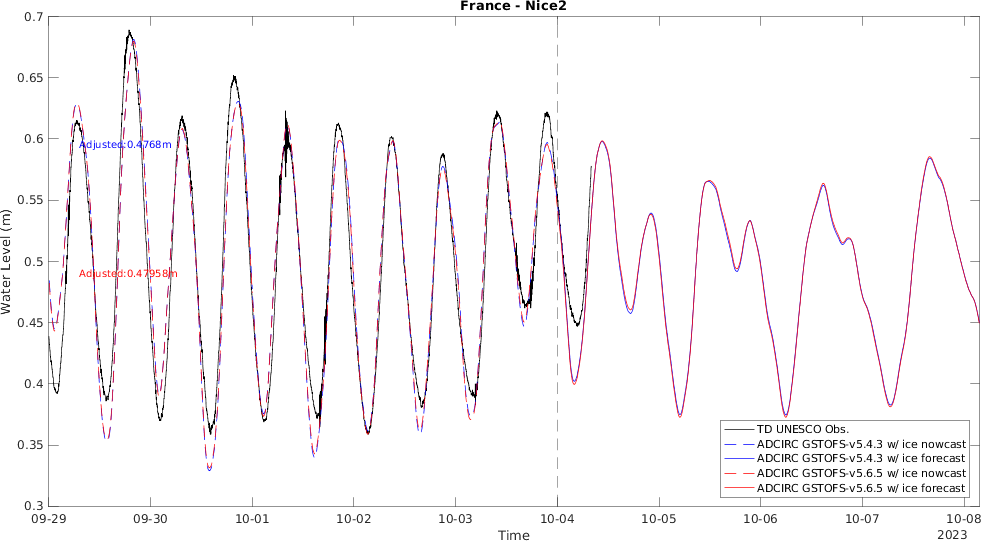 France - Nice2
0.7
0.65
0.6
0.55
0.5
0.45
0.4
0.35
0.3
Water Level (m)
Adjusted:0.4768m
Adjusted:0.47958m
TD UNESCO Obs.
ADCIRC GSTOFS-v5.4.3 w/ ice nowcast
ADCIRC GSTOFS-v5.4.3 w/ ice forecast
ADCIRC GSTOFS-v5.6.5 w/ ice nowcast
ADCIRC GSTOFS-v5.6.5 w/ ice forecast
09-29 09-30 10-01 10-02 10-03 10-04 10-05 10-06 10-07 10-08
Time
2023